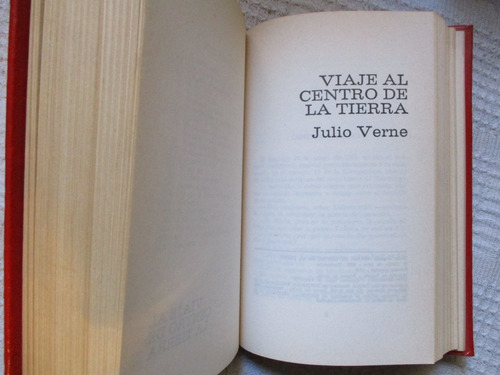 VIAJE AL
CENTRO DE
LA TIERRA
Julio Verne